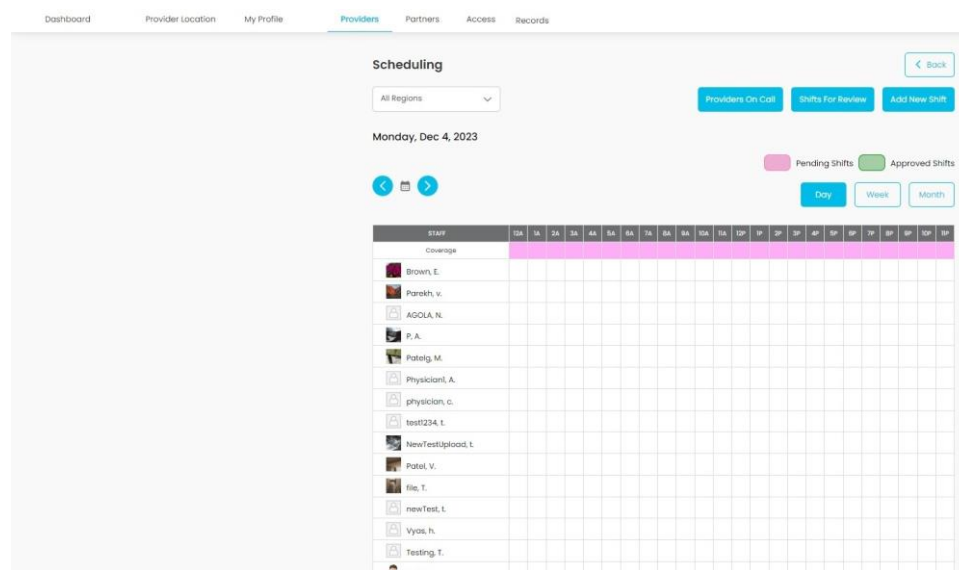 Dashboard Provider Location My Profile Providers Partners Access Records
Scheduling
Back
All Regions
Providers On Call Shifts For Review Add New Shift
Monday, Dec 4, 2023
Pending Shifts Approved Shifts
Day Week Month
STAFF 12A 1A 2A 3A 4A 5A 6A 7A 8A 9A 10A 11A 12P 1P 2P 3P 4P 5P 6P 7P 8P 9P 10P 11P
Coverage
Brown, E.
Parekh, v.
AGOLA, N.
P, A.
Patelg, M.
Physician1, A.
physician, c.
test1234, t.
NewTestUpload, t.
Patel, V.
file, T.
newTest, t.
Vyas, h.
Testing, T.